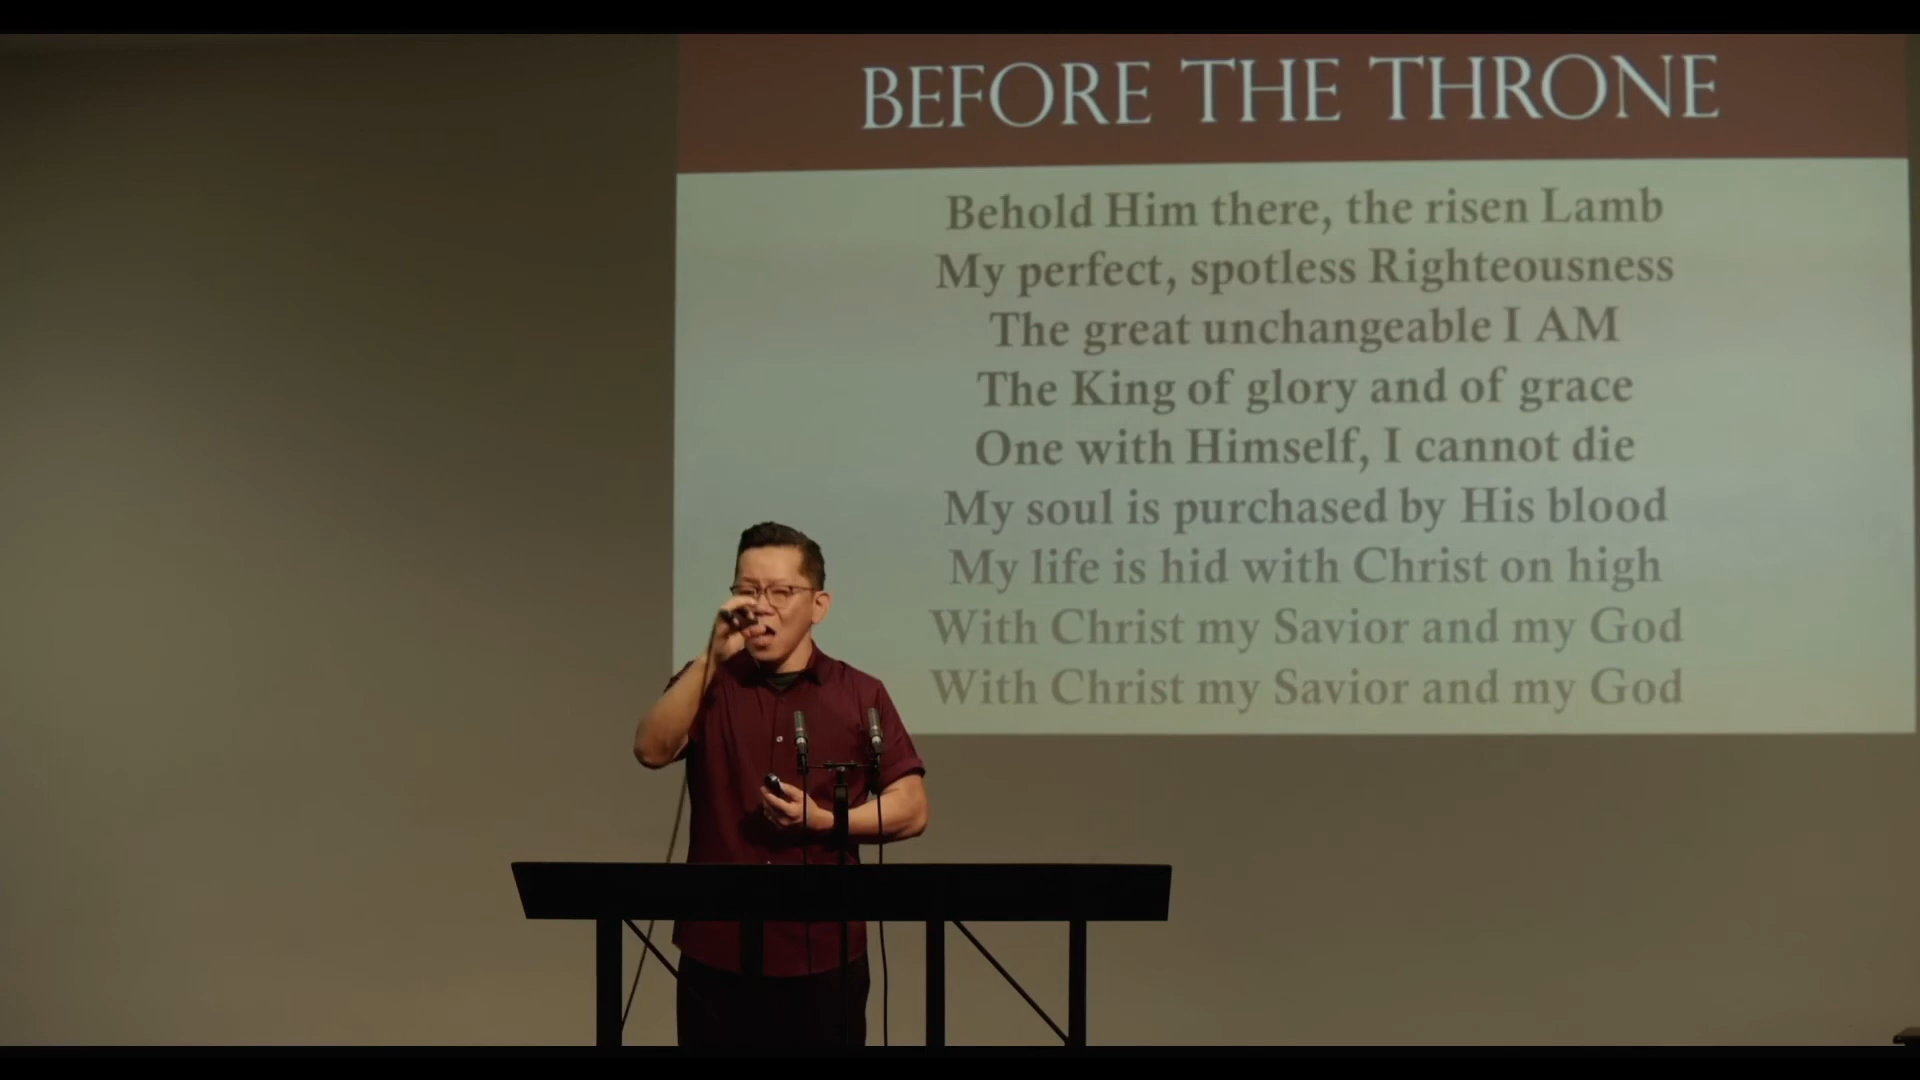 BEFORE THE THRONE
Behold Him there, the risen Lamb
My perfect, spotless Righteousness
The great unchangeable I AM
The King of glory and of grace
One with Himself, I cannot die
My soul is purchased by His blood
My life is hid with Christ on high
With Christ my Savior and my God
With Christ my Savior and my God